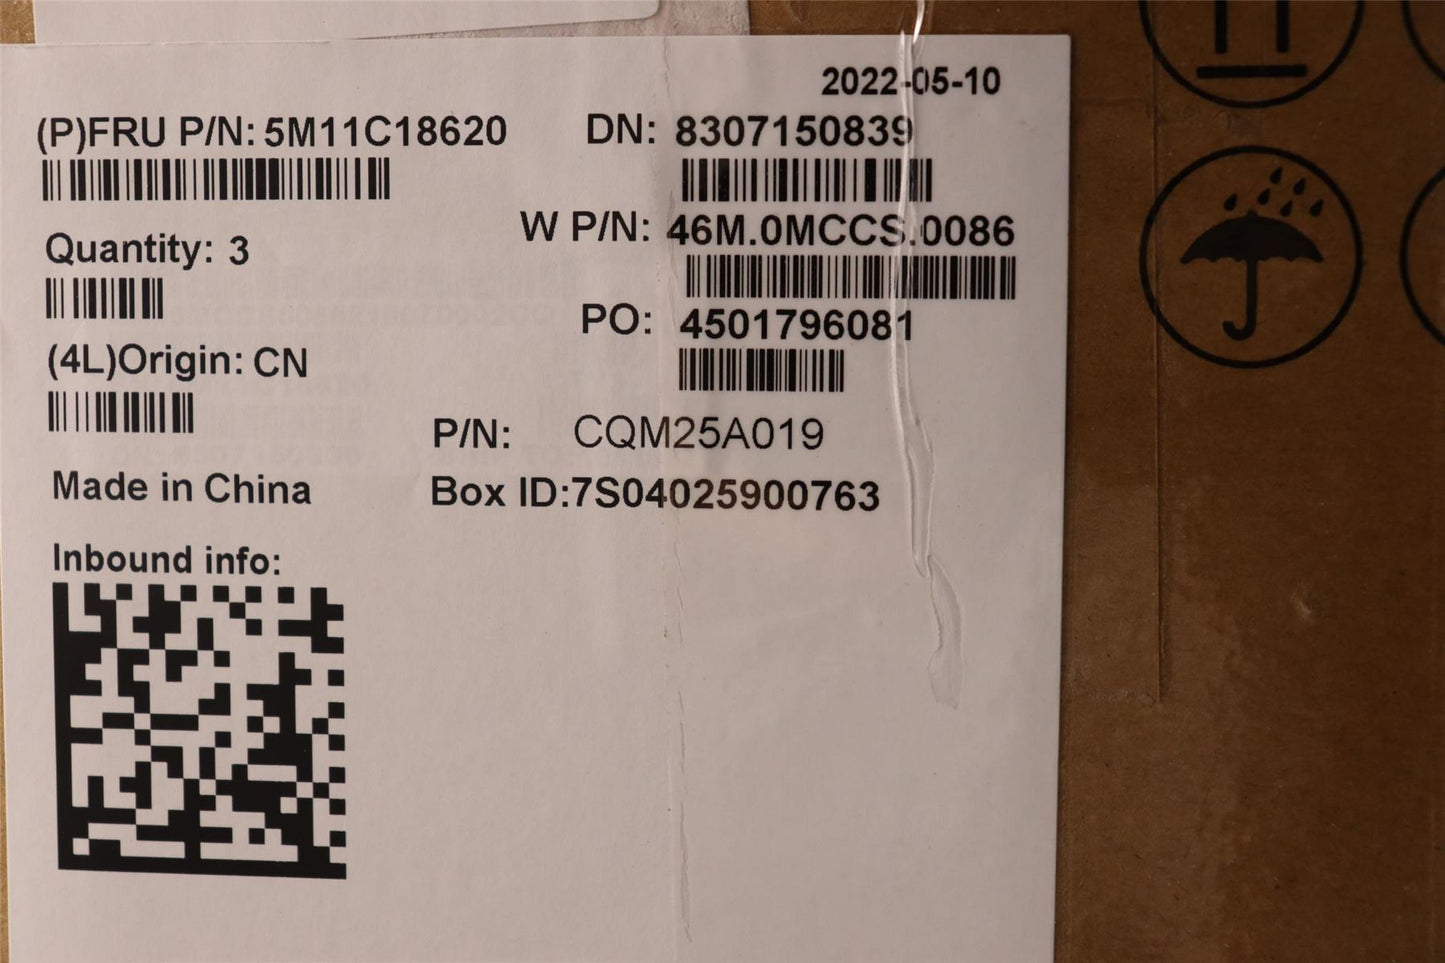 2022-05-10
(P)FRU P/N: 5M11C18620 DN: 8307150839
W P/N: 46M.0MCCS.0086
Quantity: 3
PO: 4501796081
(4L)Origin: CN
P/N: CQM25A019
Made in China Box ID:7S04025900763
Inbound info: